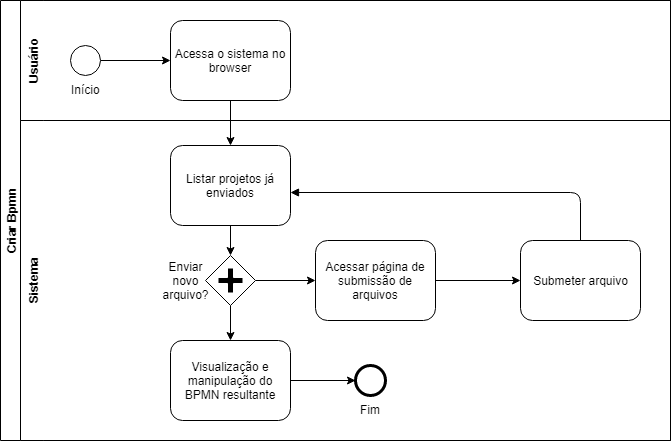 Criar Bpmn
Usuário
Início
Acessa o sistema no
browser
Sistema
Listar projetos já
enviados
Enviar
novo
arquivo?
Acessar página de
submissão de
arquivos
Submeter arquivo
Visualização e
manipulação do
BPMN resultante
Fim